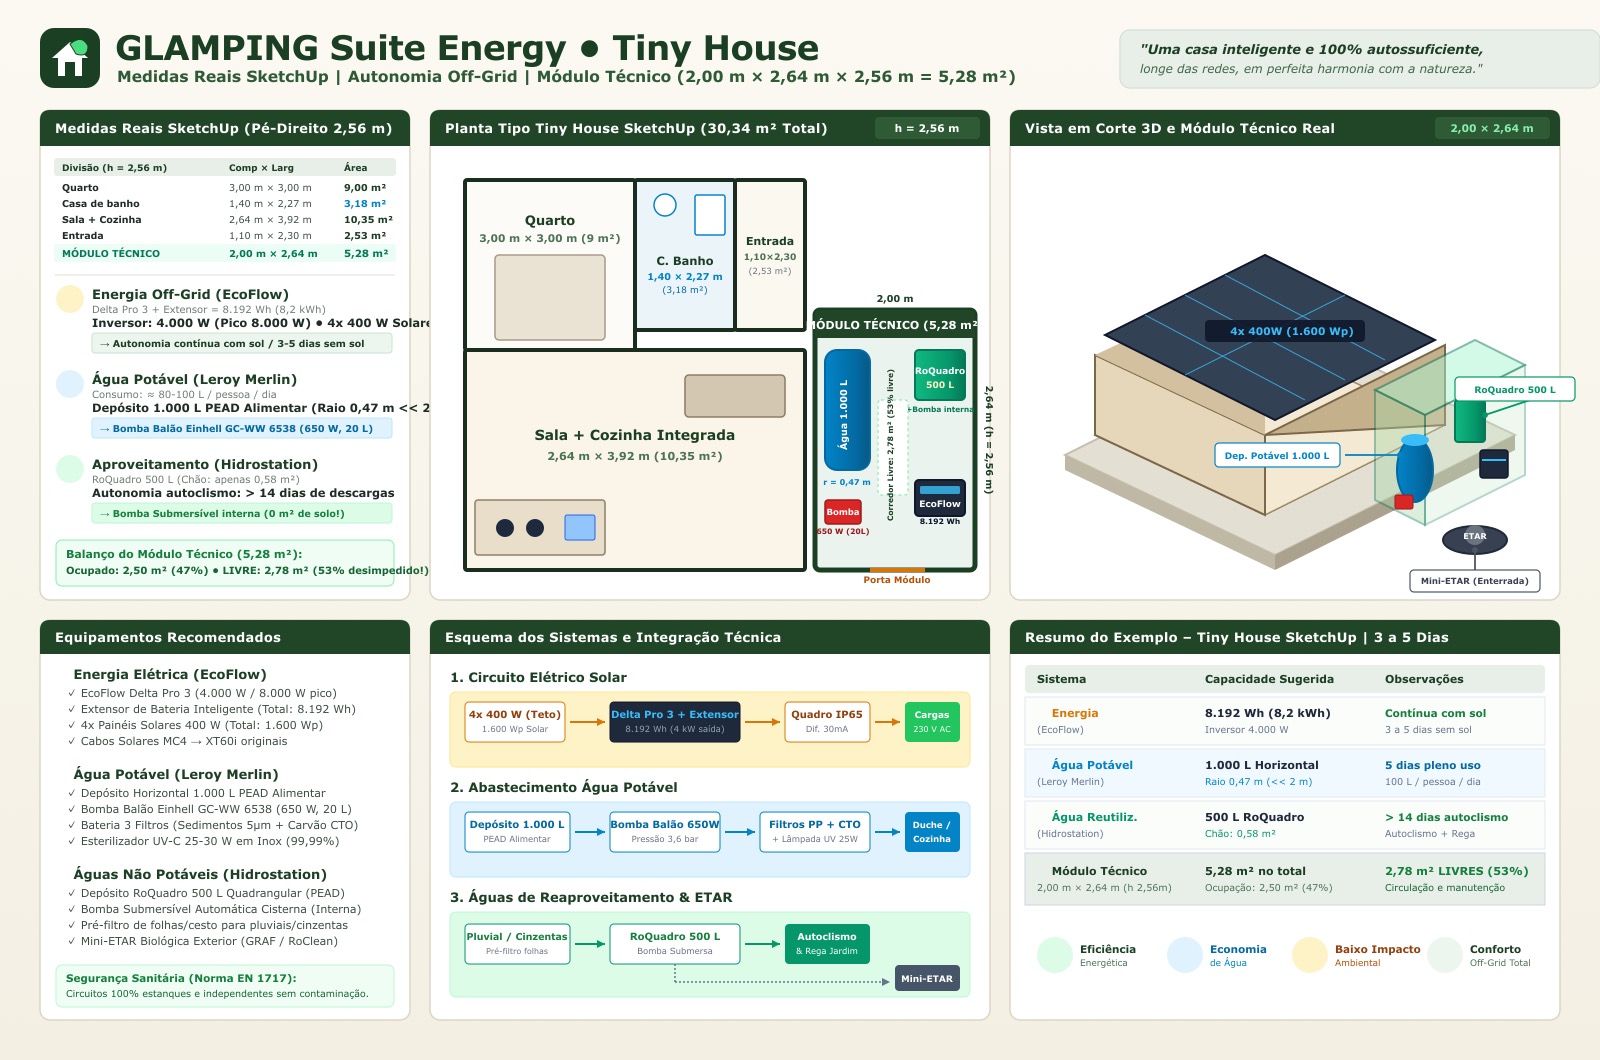 GLAMPING Suite Energy • Tiny House
Medidas Reais SketchUp | Autonomia Off-Grid | Módulo Técnico (2,00 m × 2,64 m × 2,56 m = 5,28 m²)
"Uma casa inteligente e 100% autossuficiente,
longe das redes, em perfeita harmonia com a natureza."
Medidas Reais SketchUp (Pé-Direito 2,56 m)
Divisão (h = 2,56 m) Comp × Larg Área
Quarto 3,00 m × 3,00 m 9,00 m²
Casa de banho 1,40 m × 2,27 m 3,18 m²
Sala + Cozinha 2,64 m × 3,92 m 10,35 m²
Entrada 1,10 m × 2,30 m 2,53 m²
MÓDULO TÉCNICO 2,00 m × 2,64 m 5,28 m²
Energia Off-Grid (EcoFlow)
Delta Pro 3 + Extensor = 8.192 Wh (8,2 kWh)
Inversor: 4.000 W (Pico 8.000 W) • 4x 400 W Solare
→ Autonomia contínua com sol / 3-5 dias sem sol
Água Potável (Leroy Merlin)
Consumo: ≈ 80-100 L / pessoa / dia
Depósito 1.000 L PEAD Alimentar (Raio 0,47 m << 2
→ Bomba Balão Einhell GC-WW 6538 (650 W, 20 L)
Aproveitamento (Hidrostation)
RoQuadro 500 L (Chão: apenas 0,58 m²)
Autonomia autoclismo: > 14 dias de descargas
→ Bomba Submersível interna (0 m² de solo!)
Balanço do Módulo Técnico (5,28 m²):
Ocupado: 2,50 m² (47%) • LIVRE: 2,78 m² (53% desimpedido!)
Planta Tipo Tiny House SketchUp (30,34 m² Total)
h = 2,56 m
Quarto
3,00 m × 3,00 m (9 m²)
C. Banho
1,40 × 2,27 m
(3,18 m²)
Entrada
1,10×2,30
(2,53 m²)
2,00 m
MÓDULO TÉCNICO (5,28 m²
Água 1.000 L
r = 0,47 m
Corredor Livre: 2,78 m² (53% livre)
RoQuadro
500 L
+Bomba interna
Bomba
650 W (20L)
EcoFlow
8.192 Wh
2,64 m (h = 2,56 m)
Porta Módulo
Sala + Cozinha Integrada
2,64 m × 3,92 m (10,35 m²)
Vista em Corte 3D e Módulo Técnico Real
2,00 × 2,64 m
4x 400W (1.600 Wp)
RoQuadro 500 L
Dep. Potável 1.000 L
ETAR
Mini-ETAR (Enterrada)
Equipamentos Recomendados
Energia Elétrica (EcoFlow)
✓ EcoFlow Delta Pro 3 (4.000 W / 8.000 W pico)
✓ Extensor de Bateria Inteligente (Total: 8.192 Wh)
✓ 4x Painéis Solares 400 W (Total: 1.600 Wp)
✓ Cabos Solares MC4 → XT60i originais
Água Potável (Leroy Merlin)
✓ Depósito Horizontal 1.000 L PEAD Alimentar
✓ Bomba Balão Einhell GC-WW 6538 (650 W, 20 L)
✓ Bateria 3 Filtros (Sedimentos 5µm + Carvão CTO)
✓ Esterilizador UV-C 25-30 W em Inox (99,99%)
Águas Não Potáveis (Hidrostation)
✓ Depósito RoQuadro 500 L Quadrangular (PEAD)
✓ Bomba Submersível Automática Cisterna (Interna)
✓ Pré-filtro de folhas/cesto para pluviais/cinzentas
✓ Mini-ETAR Biológica Exterior (GRAF / RoClean)
Segurança Sanitária (Norma EN 1717):
Circuitos 100% estanques e independentes sem contaminação.
Esquema dos Sistemas e Integração Técnica
1. Circuito Elétrico Solar
4x 400 W (Teto)
1.600 Wp Solar
Delta Pro 3 + Extensor
8.192 Wh (4 kW saída)
Quadro IP65
Dif. 30mA
Cargas
230 V AC
2. Abastecimento Água Potável
Depósito 1.000 L
PEAD Alimentar
Bomba Balão 650W
Pressão 3,6 bar
Filtros PP + CTO
+ Lâmpada UV 25W
Duche /
Cozinha
3. Águas de Reaproveitamento & ETAR
Pluvial / Cinzentas
Pré-filtro folhas
RoQuadro 500 L
Bomba Submersa
Autoclismo
& Rega Jardim
Mini-ETAR
Resumo do Exemplo – Tiny House SketchUp | 3 a 5 Dias
Sistema Capacidade Sugerida Observações
Energia 8.192 Wh (8,2 kWh) Contínua com sol
(EcoFlow) Inversor 4.000 W 3 a 5 dias sem sol
Água Potável 1.000 L Horizontal 5 dias pleno uso
(Leroy Merlin) Raio 0,47 m (<< 2 m) 100 L / pessoa / dia
Água Reutiliz. 500 L RoQuadro > 14 dias autoclismo
(Hidrostation) Chão: 0,58 m² Autoclismo + Rega
Módulo Técnico 5,28 m² no total 2,78 m² LIVRES (53%)
2,00 m × 2,64 m (h 2,56m) Ocupação: 2,50 m² (47%) Circulação e manutenção
Eficiência
Energética
Economia
de Água
Baixo Impacto
Ambiental
Conforto
Off-Grid Total